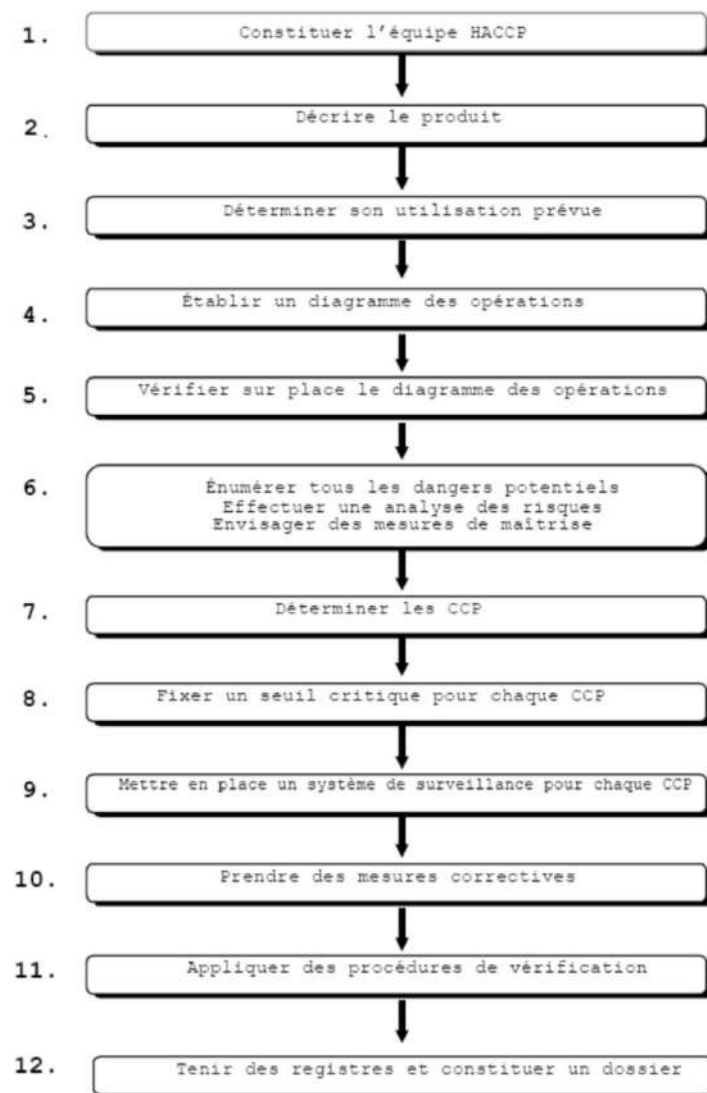 1. Constituer l'équipe HACCP
2. Décrire le produit
3. Déterminer son utilisation prévue
4. Établir un diagramme des opérations
5. Vérifier sur place le diagramme des opérations
6. Énumérer tous les dangers potentiels
Effectuer une analyse des risques
Envisager des mesures de maîtrise
7. Déterminer les CCP
8. Fixer un seuil critique pour chaque CCP
9. Mettre en place un système de surveillance pour chaque CCP
10. Prendre des mesures correctives
11. Appliquer des procédures de vérification
12. Tenir des registres et constituer un dossier